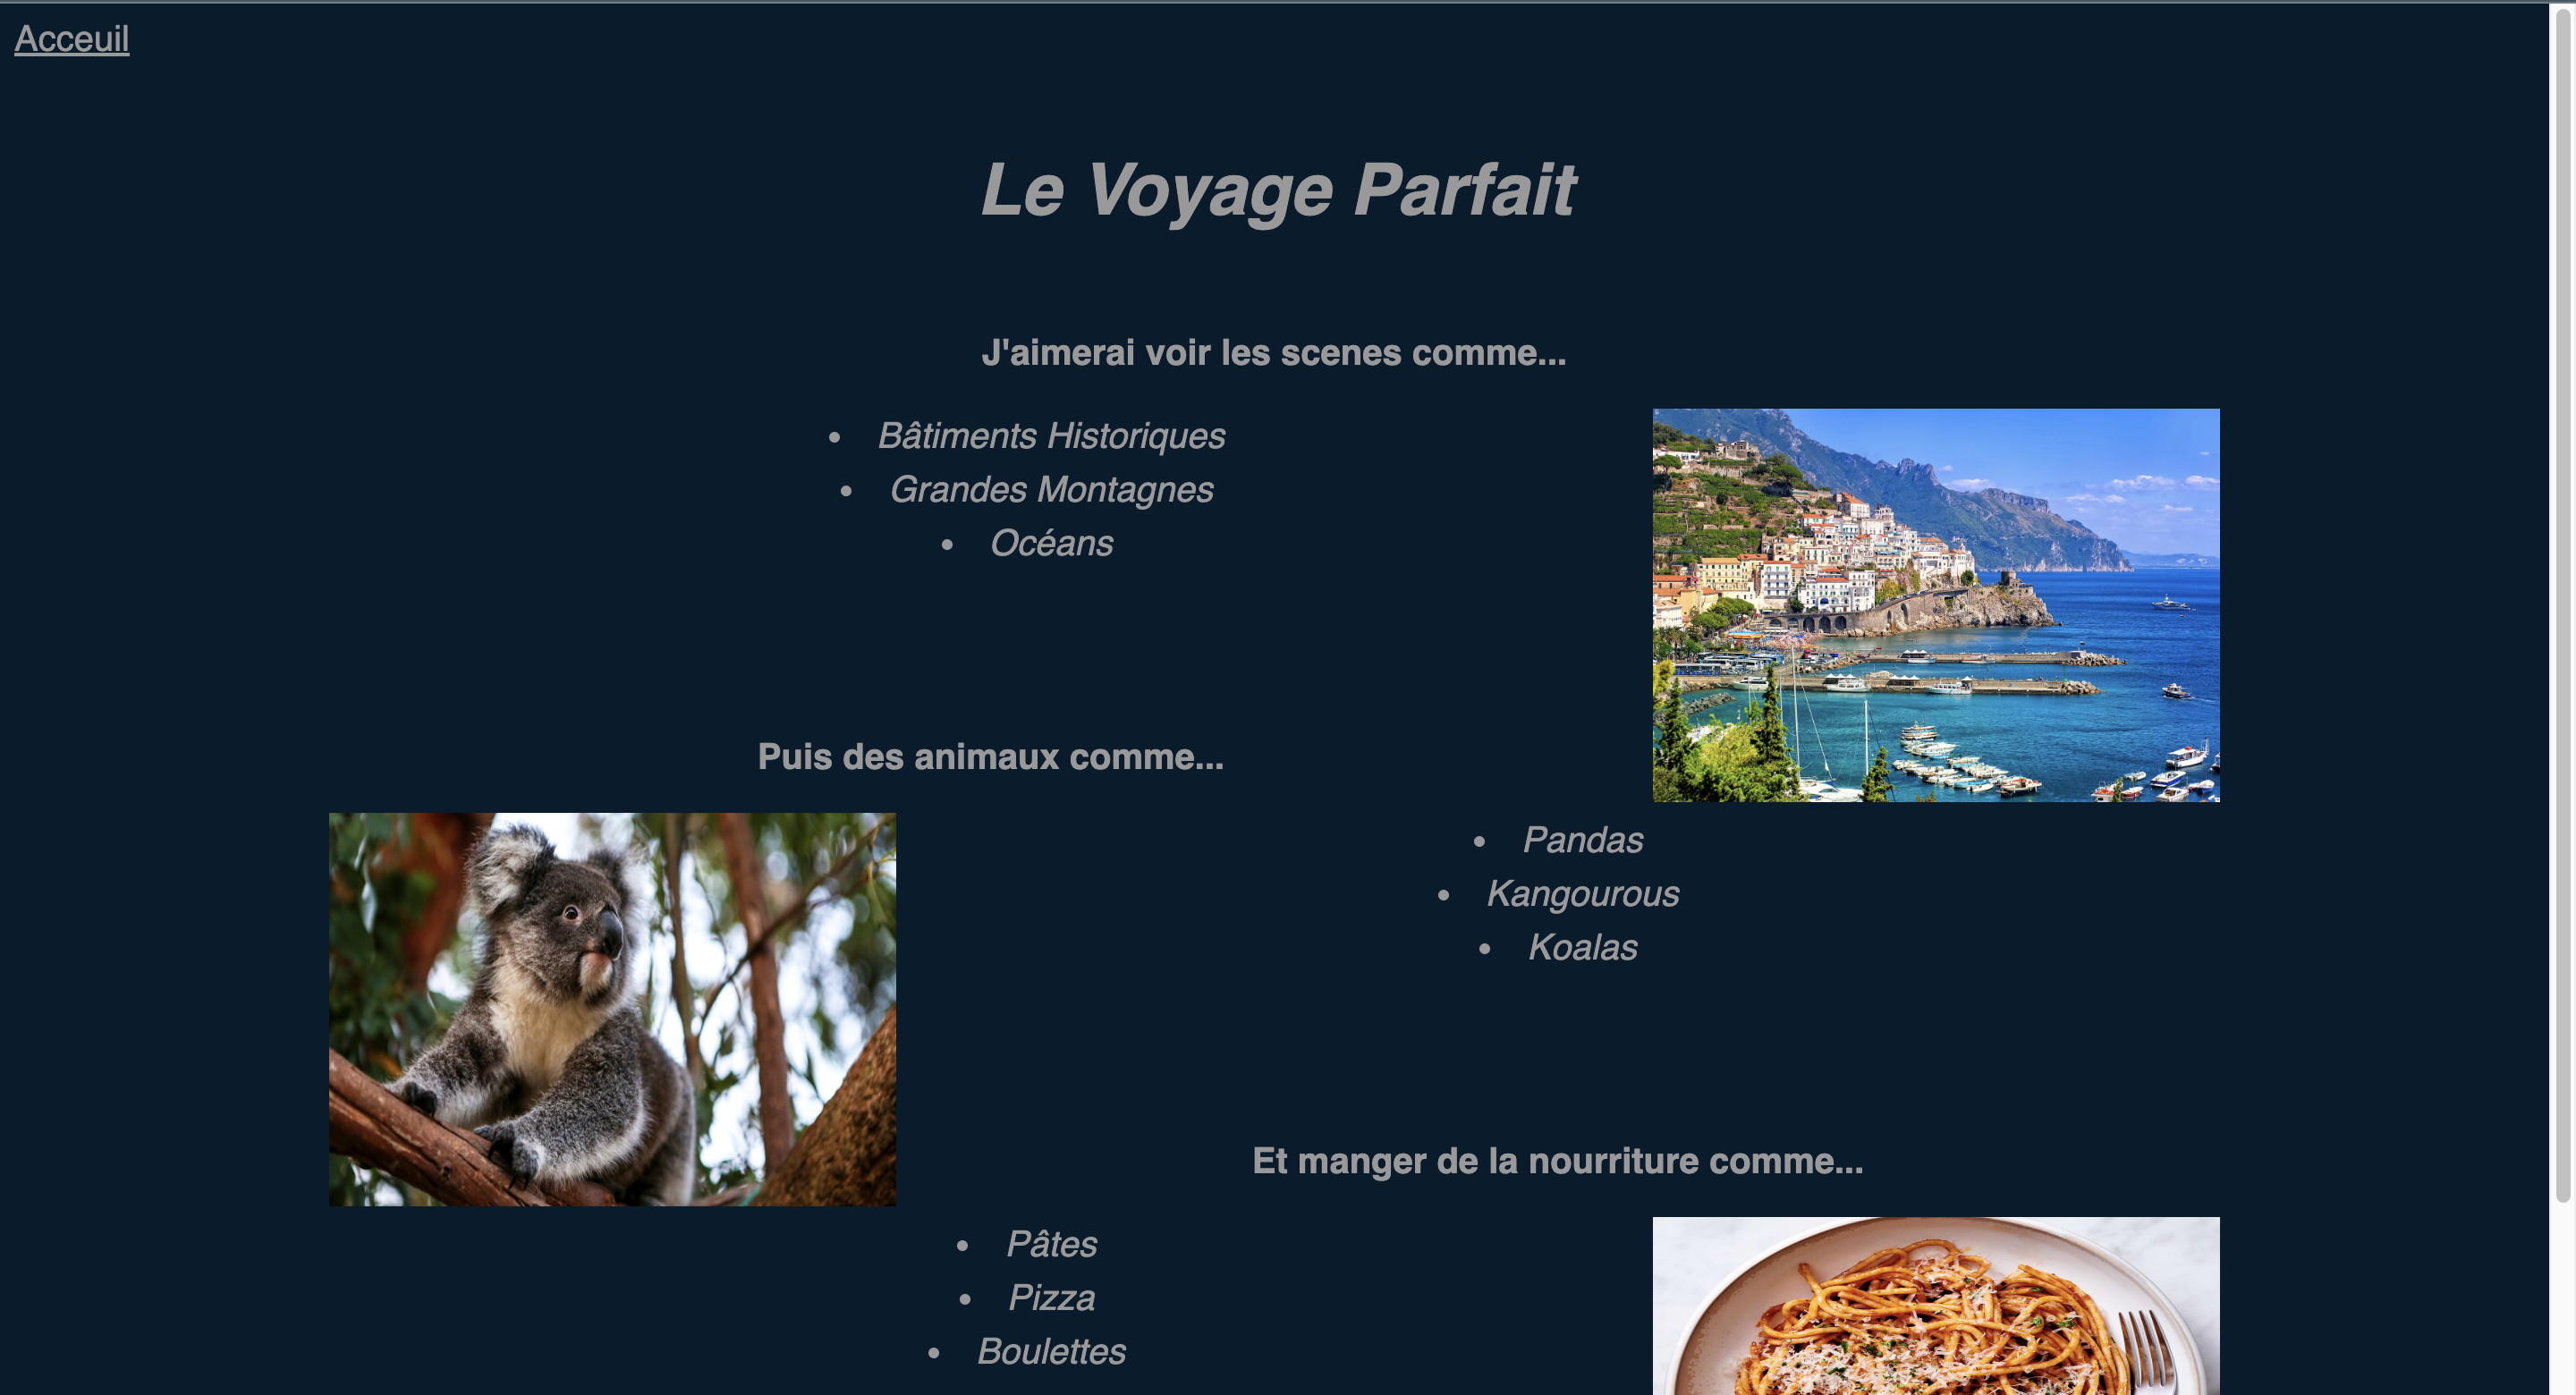 Acceuil
Le Voyage Parfait
J'aimerai voir les scenes comme...
• Bâtiments Historiques
• Grandes Montagnes
• Océans
Puis des animaux comme...
• Pandas
• Kangourous
• Koalas
Et manger de la nourriture comme...
• Pâtes
• Pizza
• Boulettes